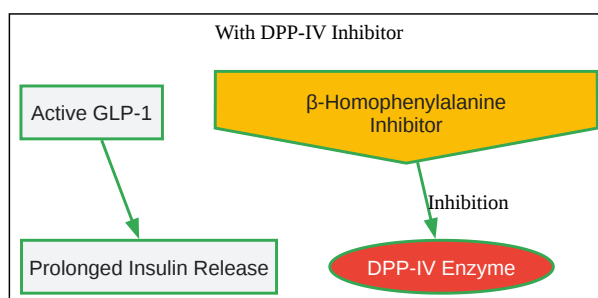 With DPP-IV Inhibitor
Active GLP-1
β-Homophenylalanine
Inhibitor
Inhibition
Prolonged Insulin Release
DPP-IV Enzyme